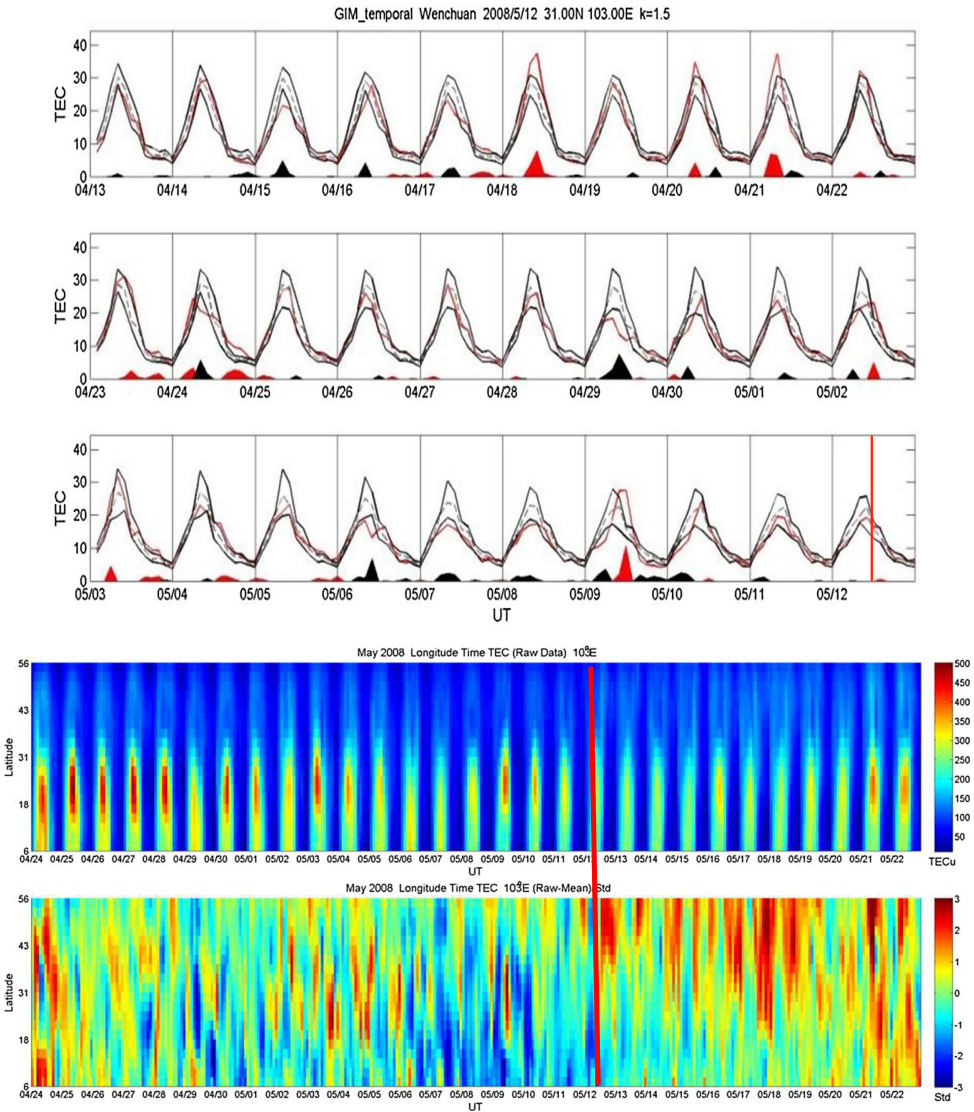 GIM_temporal Wenchuan 2008/5/12 31.00N 103.00E k=1.5
40
30
20
10
0
TEC
04/13 04/14 04/15 04/16 04/17 04/18 04/19 04/20 04/21 04/22
40
30
20
10
0
TEC
04/23 04/24 04/25 04/26 04/27 04/28 04/29 04/30 05/01 05/02
40
30
20
10
0
TEC
05/03 05/04 05/05 05/06 05/07 05/08 05/09 05/10 05/11 05/12
UT
May 2008 Longitude Time TEC (Raw Data) 103°E
56
43
31
18
6
Latitude
04/24 04/25 04/26 04/27 04/28 04/29 04/30 05/01 05/02 05/03 05/04 05/05 05/06 05/07 05/08 05/09 05/10 05/11 05/13 05/14 05/15 05/16 05/17 05/18 05/19 05/20 05/21 05/22
UT
500
450
400
350
300
250
200
150
100
50
TECu
May 2008 Longitude Time TEC 103°E (Raw-Mean)/Std
56
43
31
18
6
Latitude
04/24 04/25 04/26 04/27 04/28 04/29 04/30 05/01 05/02 05/03 05/04 05/05 05/06 05/07 05/08 05/09 05/10 05/11 05/12 05/13 05/14 05/15 05/16 05/17 05/18 05/19 05/20 05/21 05/22
UT
3
2
1
0
-1
-2
-3
Std